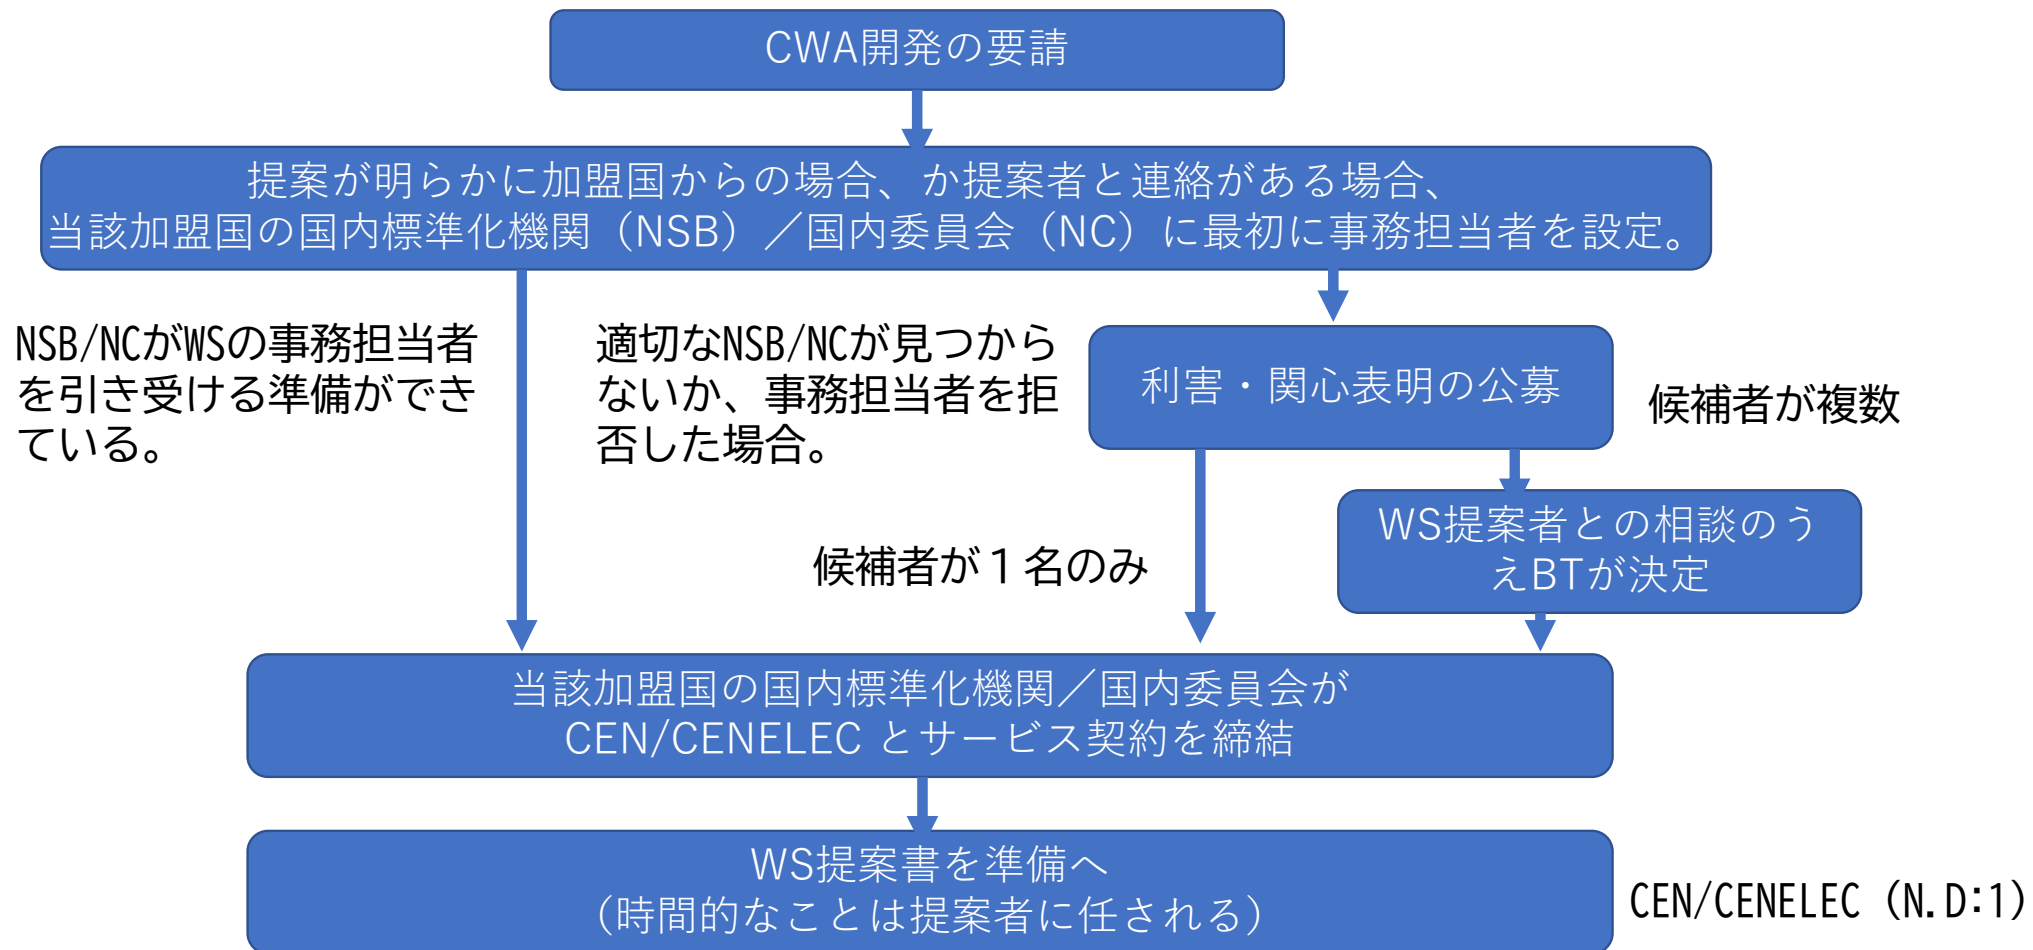 CWA開発の要請
提案が明らかに加盟国からの場合、か提案者と連絡がある場合、
当該加盟国の国内標準化機関（NSB）／国内委員会（NC）に最初に事務担当者を設定。
NSB/NCがWSの事務担当者
を引き受ける準備ができ
ている。
適切なNSB/NCが見つから
ないか、事務担当者を拒
否した場合。
利害・関心表明の公募
候補者が複数
WS提案者との相談のう
えBTが決定
候補者が１名のみ
当該加盟国の国内標準化機関／国内委員会が
CEN/CENELEC とサービス契約を締結
WS提案書を準備へ
（時間的なことは提案者に任される）
CEN/CENELEC (N.D:1)